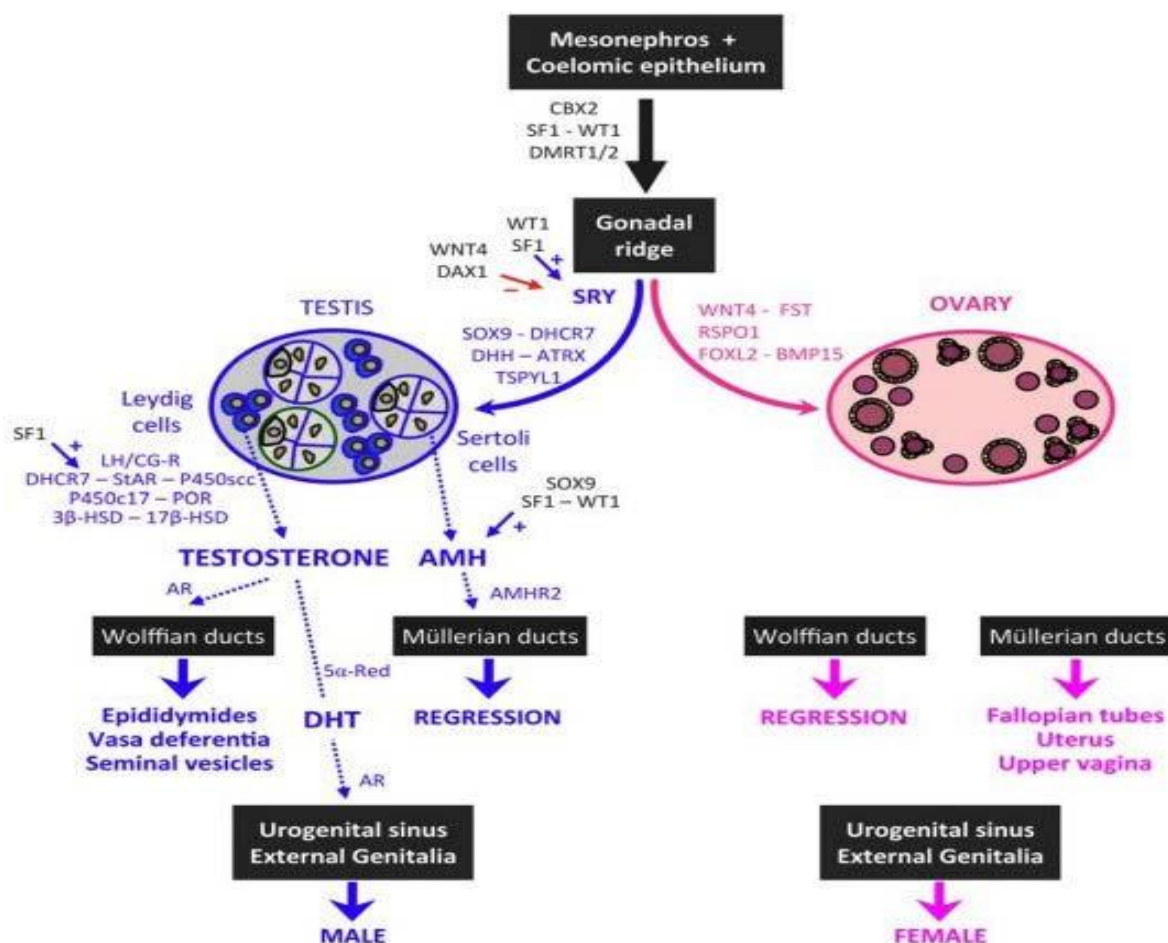 Mesonephros +
Coelomic epithelium
CBX2
SF1 - WT1
DMRT1/2
Gonadal
ridge
WT1
SF1
+
WNT4
DAX1
–
SRY
TESTIS
SOX9 - DHCR7
DHH – ATRX
TSPYL1
WNT4 - FST
RSPO1
FOXL2 - BMP15
OVARY
Leydig
cells
Sertoli
cells
SF1
+
LH/CG-R
DHCR7 – StAR – P450scc
P450c17 – POR
3β-HSD – 17β-HSD
SOX9
SF1 – WT1
+
TESTOSTERONE
AMH
AR
AMHR2
Wolffian ducts
Müllerian ducts
Wolffian ducts
Müllerian ducts
5α-Red
Epididymides
Vasa deferentia
Seminal vesicles
DHT
REGRESSION
REGRESSION
Fallopian tubes
Uterus
Upper vagina
AR
Urogenital sinus
External Genitalia
Urogenital sinus
External Genitalia
MALE
FEMALE